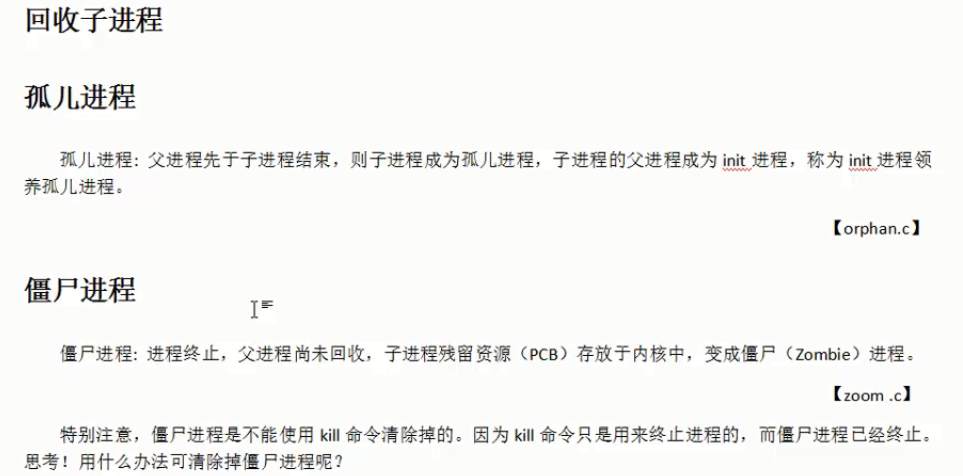 回收子进程
孤儿进程
孤儿进程: 父进程先于子进程结束，则子进程成为孤儿进程，子进程的父进程成为 init 进程，称为 init 进程领
养孤儿进程。
【orphan.c】
僵尸进程
僵尸进程: 进程终止，父进程尚未回收，子进程残留资源（PCB）存放于内核中，变成僵尸（Zombie）进程。
【zoom .c】
特别注意，僵尸进程是不能使用 kill 命令清除掉的。因为 kill 命令只是用来终止进程的，而僵尸进程已经终止。
思考！用什么办法可清除掉僵尸进程呢？